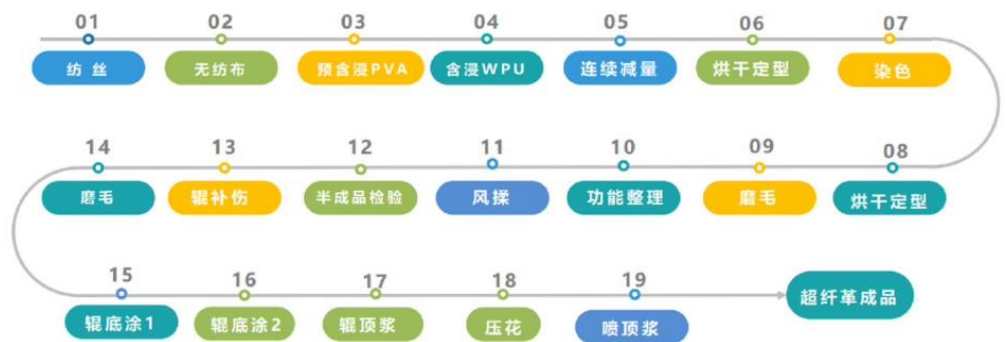 01 02 03 04 05 06 07
纺丝 无纺布 预含浸PVA 含浸WPU 连续减量 烘干定型 染色
14 13 12 11 10 09 08
磨毛 辊补伤 半成品检验 风揉 功能整理 磨毛 烘干定型
15 16 17 18 19
辊底涂1 辊底涂2 辊顶浆 压花 喷顶浆 超纤革成品